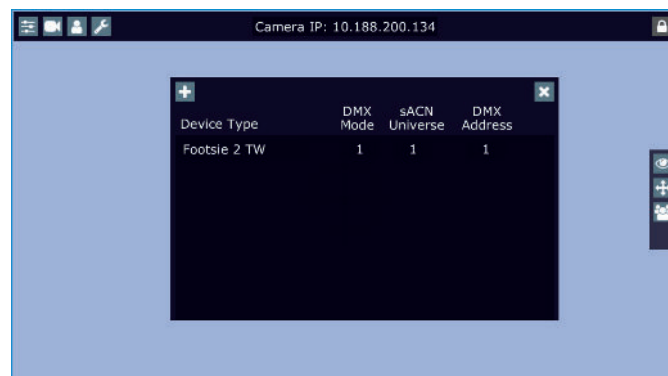 Camera IP: 10.188.200.134
DMX sACN DMX
Device Type Mode Universe Address
Footsie 2 TW 1 1 1